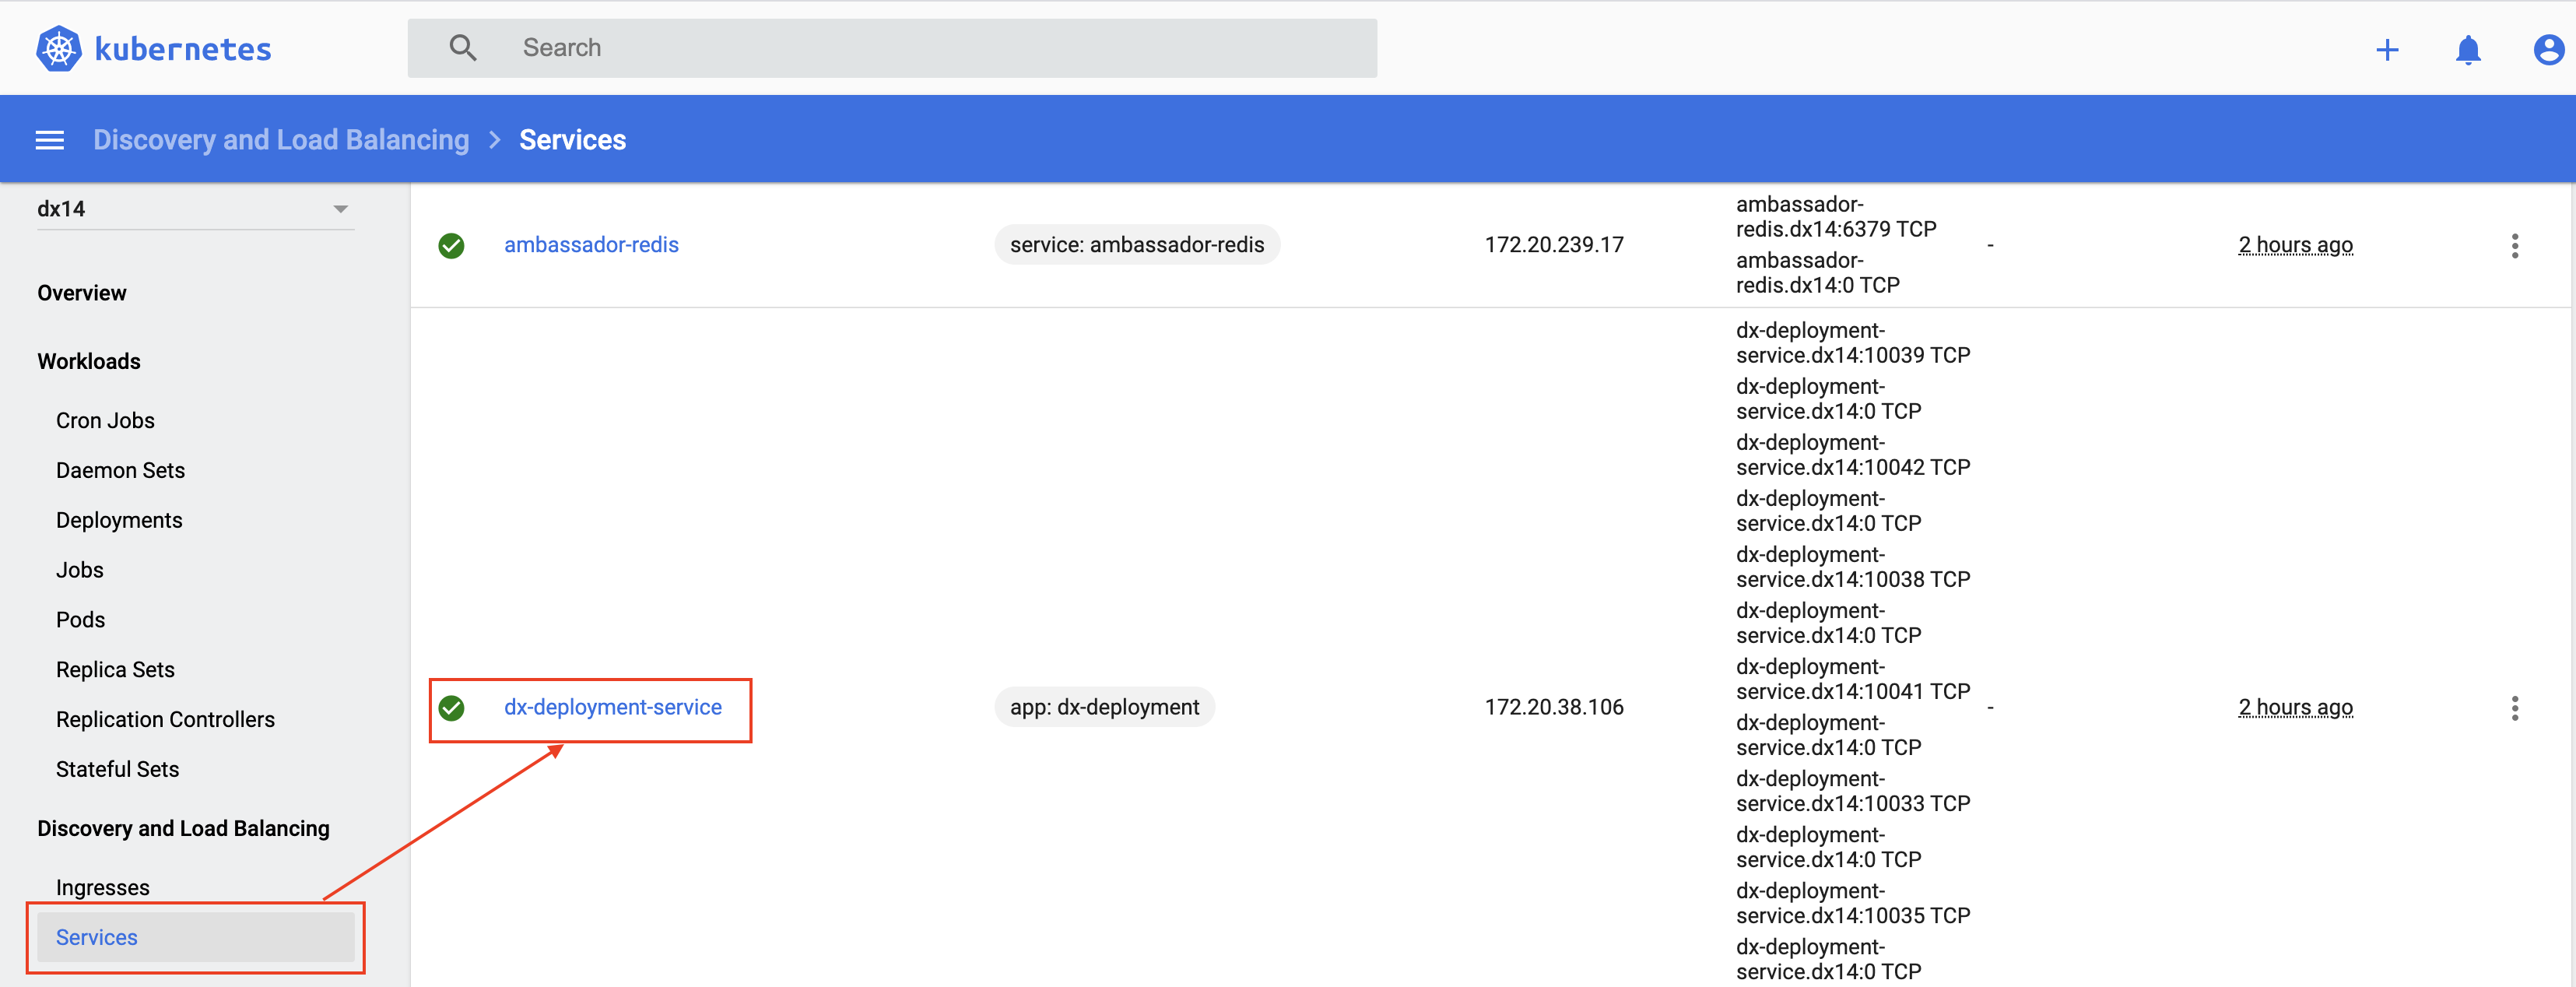 kubernetes
Search
Discovery and Load Balancing > Services
dx14
Overview
Workloads
Cron Jobs
Daemon Sets
Deployments
Jobs
Pods
Replica Sets
Replication Controllers
Stateful Sets
Discovery and Load Balancing
Ingresses
Services
ambassador-redis
service: ambassador-redis
172.20.239.17
ambassador-
redis.dx14:6379 TCP
ambassador-
redis.dx14:0 TCP
-
2 hours ago
dx-deployment-service
app: dx-deployment
172.20.38.106
dx-deployment-
service.dx14:10039 TCP
dx-deployment-
service.dx14:0 TCP
dx-deployment-
service.dx14:10042 TCP
dx-deployment-
service.dx14:0 TCP
dx-deployment-
service.dx14:10038 TCP
dx-deployment-
service.dx14:0 TCP
dx-deployment-
service.dx14:10041 TCP
dx-deployment-
service.dx14:0 TCP
dx-deployment-
service.dx14:10033 TCP
dx-deployment-
service.dx14:0 TCP
dx-deployment-
service.dx14:10035 TCP
dx-deployment-
service.dx14:0 TCP
-
2 hours ago